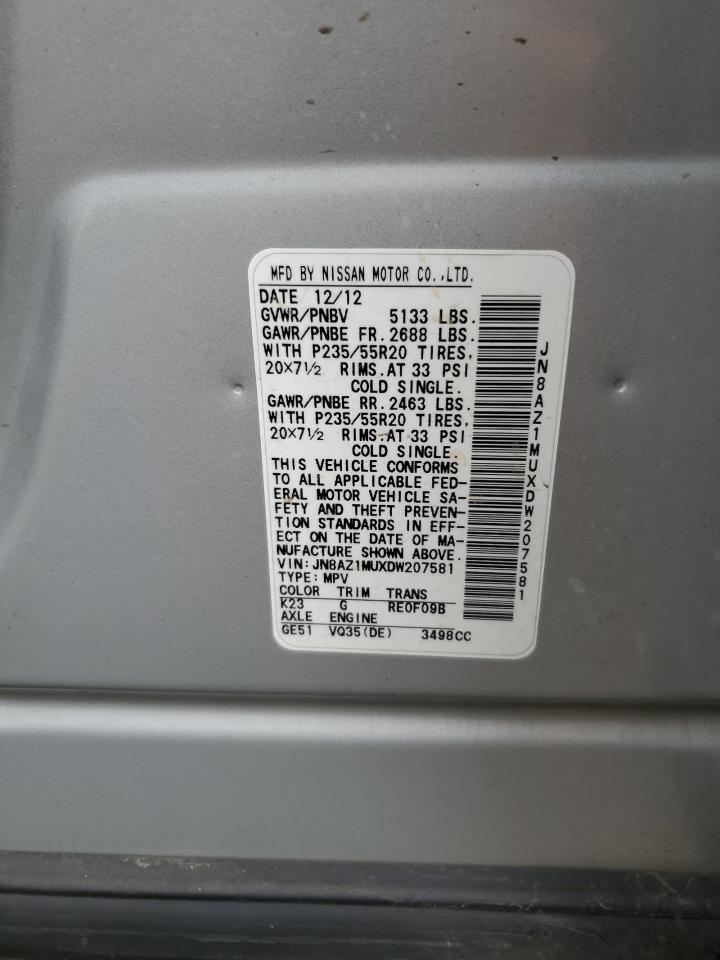 MFD BY NISSAN MOTOR CO.,LTD.
DATE 12/12
GVWR/PNBV 5133 LBS.
GAWR/PNBE FR. 2688 LBS.
WITH P235/55R20 TIRES,
20×7½ RIMS.AT 33 PSI
COLD SINGLE.
GAWR/PNBE RR. 2463 LBS.
WITH P235/55R20 TIRES,
20×7½ RIMS.AT 33 PSI
COLD SINGLE.
THIS VEHICLE CONFORMS
TO ALL APPLICABLE FED-
ERAL MOTOR VEHICLE SA-
FETY AND THEFT PREVEN-
TION STANDARDS IN EFF-
ECT ON THE DATE OF MA-
NUFACTURE SHOWN ABOVE.
VIN:JN8AZ1MUXDW207581
TYPE:MPV
COLOR TRIM TRANS
K23 G RE0F09B
AXLE ENGINE
GE51 VQ35(DE) 3498CC
JN8AZ1MUXDW207581